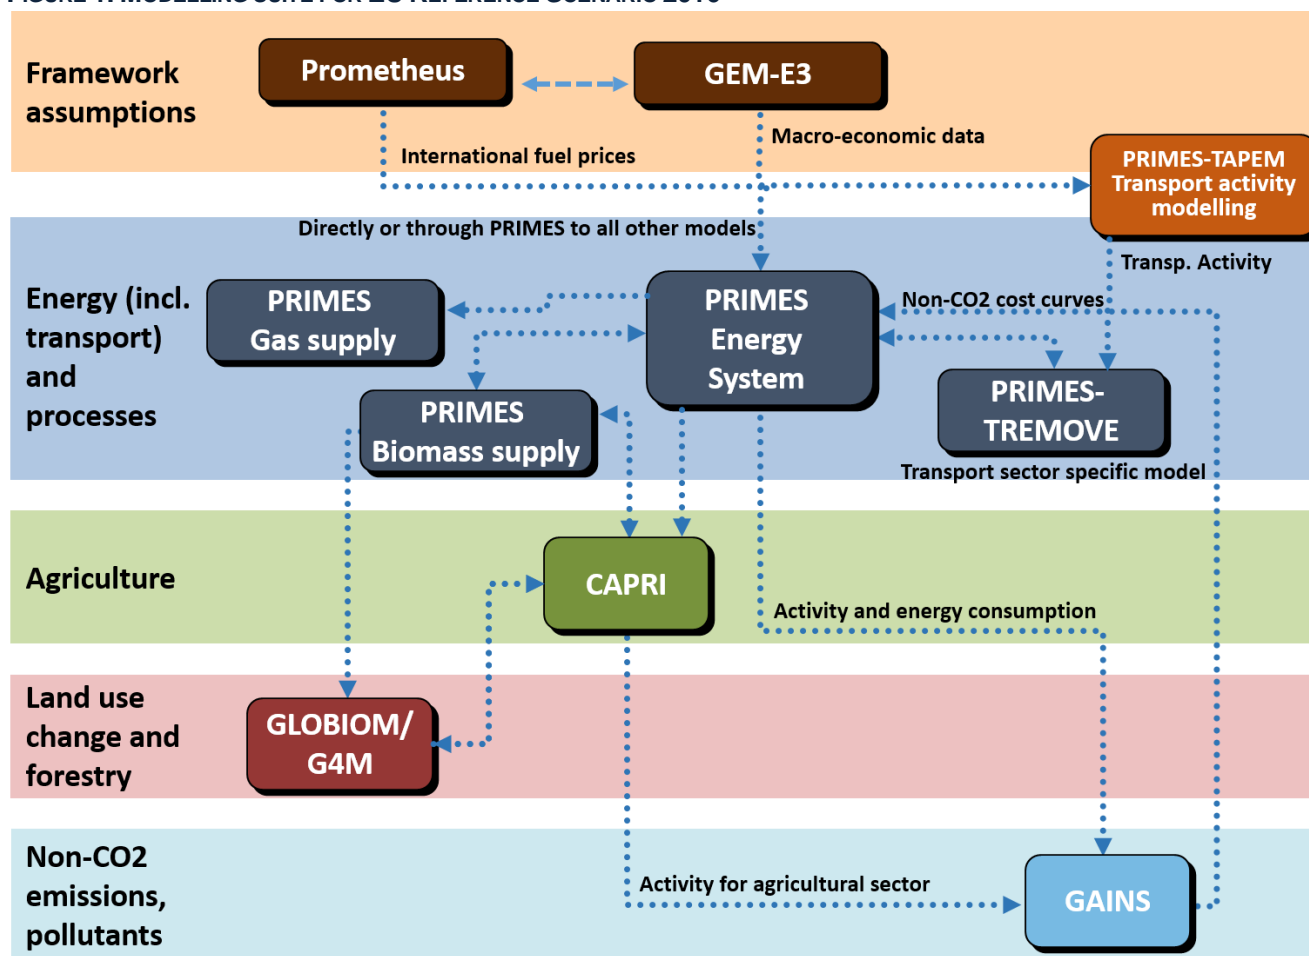 Framework
assumptions
Prometheus
GEM-E3
Macro-economic data
International fuel prices
PRIMES-TAPEM
Transport activity
modelling
Directly or through PRIMES to all other models
Transp. Activity
Energy (incl.
transport)
and
processes
PRIMES
Gas supply
PRIMES
Energy
System
Non-CO2 cost curves
PRIMES
Biomass supply
PRIMES-
TREMOVE
Transport sector specific model
Agriculture
CAPRI
Activity and energy consumption
Land use
change and
forestry
GLOBIOM/
G4M
Non-CO2
emissions,
pollutants
Activity for agricultural sector
GAINS